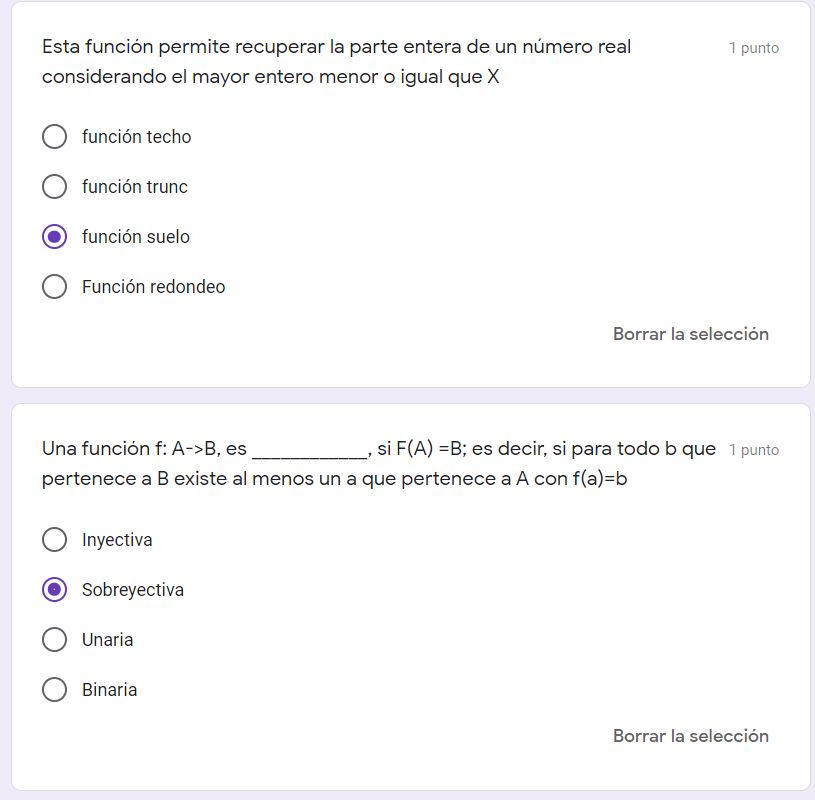 Esta función permite recuperar la parte entera de un número real
1 punto
considerando el mayor entero menor o igual que X
función techo
función trunc
función suelo
Función redondeo
Borrar la selección
Una función f: A->B, es ____________, si F(A) =B; es decir, si para todo b que
1 punto
pertenece a B existe al menos un a que pertenece a A con f(a)=b
Inyectiva
Sobreyectiva
Unaria
Binaria
Borrar la selección